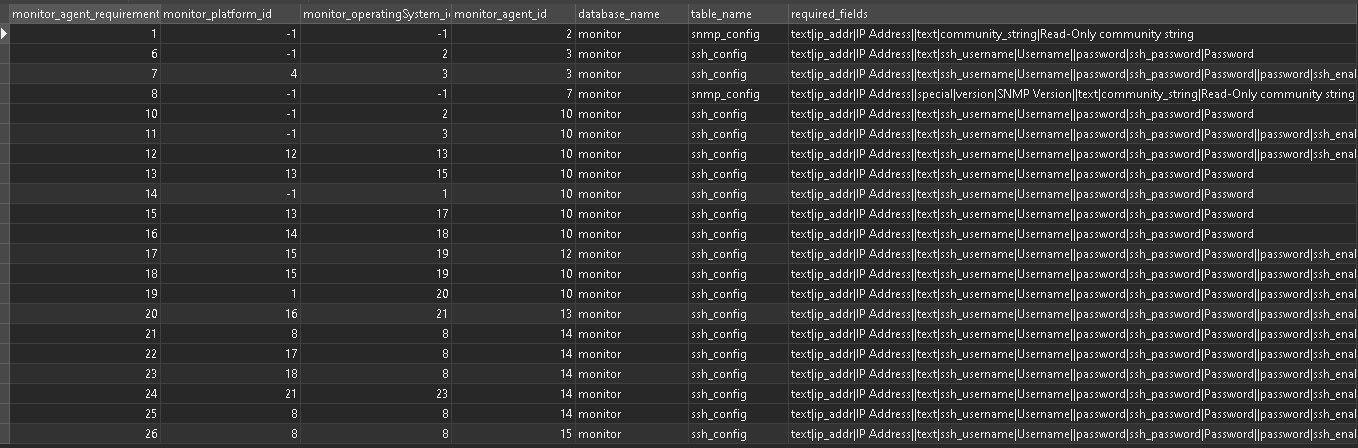 monitor_agent_requirement monitor_platform_id monitor_operatingSystem_i monitor_agent_id database_name table_name required_fields
1 -1 -1 2 monitor snmp_config text|ip_addr|IP Address||text|community_string|Read-Only community string
6 -1 2 3 monitor ssh_config text|ip_addr|IP Address||text|ssh_username|Username||password|ssh_password|Password
7 4 3 3 monitor ssh_config text|ip_addr|IP Address||text|ssh_username|Username||password|ssh_password|Password||password|ssh_enal
8 -1 -1 7 monitor snmp_config text|ip_addr|IP Address||special|version|SNMP Version||text|community_string|Read-Only community string
10 -1 2 10 monitor ssh_config text|ip_addr|IP Address||text|ssh_username|Username||password|ssh_password|Password
11 -1 3 10 monitor ssh_config text|ip_addr|IP Address||text|ssh_username|Username||password|ssh_password|Password||password|ssh_enal
12 12 13 10 monitor ssh_config text|ip_addr|IP Address||text|ssh_username|Username||password|ssh_password|Password||password|ssh_enal
13 13 15 10 monitor ssh_config text|ip_addr|IP Address||text|ssh_username|Username||password|ssh_password|Password
14 -1 1 10 monitor ssh_config text|ip_addr|IP Address||text|ssh_username|Username||password|ssh_password|Password
15 13 17 10 monitor ssh_config text|ip_addr|IP Address||text|ssh_username|Username||password|ssh_password|Password
16 14 18 10 monitor ssh_config text|ip_addr|IP Address||text|ssh_username|Username||password|ssh_password|Password
17 15 19 12 monitor ssh_config text|ip_addr|IP Address||text|ssh_username|Username||password|ssh_password|Password||password|ssh_enal
18 15 19 10 monitor ssh_config text|ip_addr|IP Address||text|ssh_username|Username||password|ssh_password|Password||password|ssh_enal
19 1 20 10 monitor ssh_config text|ip_addr|IP Address||text|ssh_username|Username||password|ssh_password|Password||password|ssh_enal
20 16 21 13 monitor ssh_config text|ip_addr|IP Address||text|ssh_username|Username||password|ssh_password|Password||password|ssh_enal
21 8 8 14 monitor ssh_config text|ip_addr|IP Address||text|ssh_username|Username||password|ssh_password|Password||password|ssh_enal
22 17 8 14 monitor ssh_config text|ip_addr|IP Address||text|ssh_username|Username||password|ssh_password|Password||password|ssh_enal
23 18 8 14 monitor ssh_config text|ip_addr|IP Address||text|ssh_username|Username||password|ssh_password|Password||password|ssh_enal
24 21 23 14 monitor ssh_config text|ip_addr|IP Address||text|ssh_username|Username||password|ssh_password|Password||password|ssh_enal
25 8 8 14 monitor ssh_config text|ip_addr|IP Address||text|ssh_username|Username||password|ssh_password|Password||password|ssh_enal
26 8 8 15 monitor ssh_config text|ip_addr|IP Address||text|ssh_username|Username||password|ssh_password|Password||password|ssh_enal